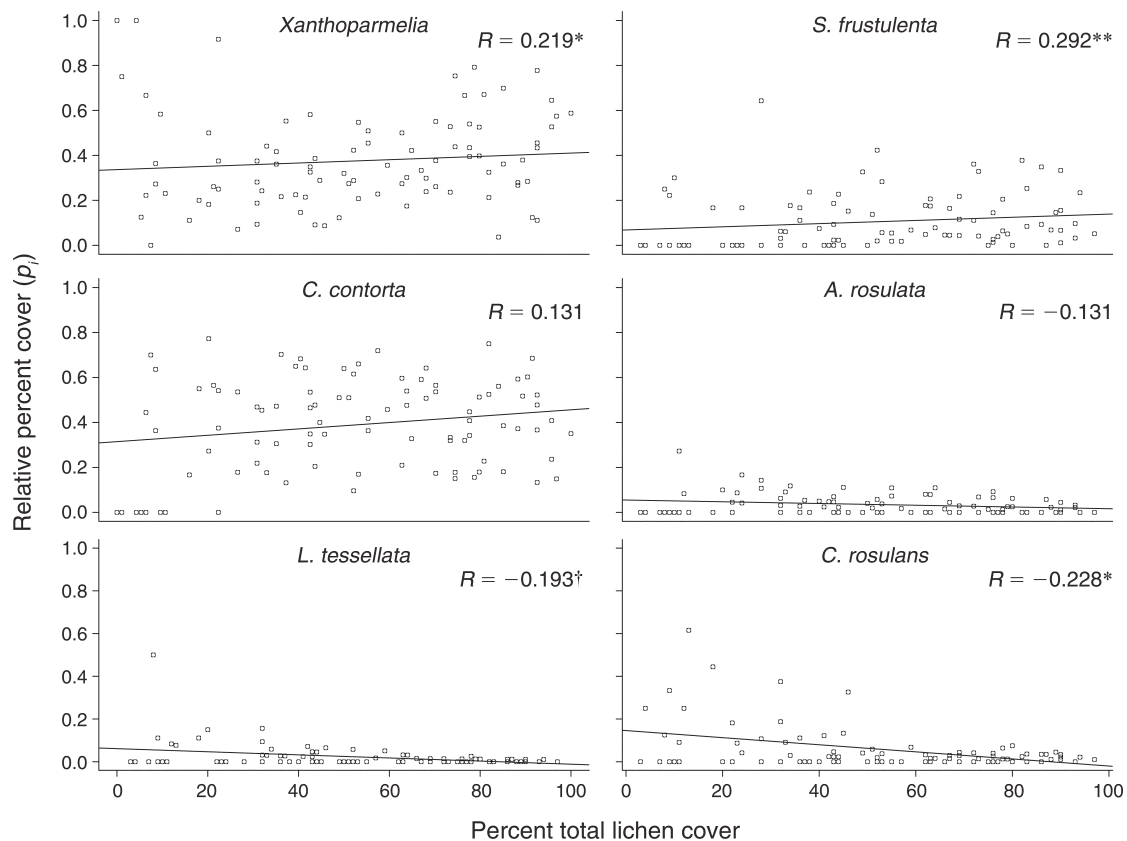 Xanthoparmelia
R = 0.219*
S. frustulenta
R = 0.292**
1.0
0.8
0.6
0.4
0.2
0.0
C. contorta
R = 0.131
A. rosulata
R = −0.131
1.0
0.8
0.6
0.4
0.2
0.0
Relative percent cover (pi)
L. tessellata
R = −0.193†
C. rosulans
R = −0.228*
1.0
0.8
0.6
0.4
0.2
0.0
0 20 40 60 80 100
0 20 40 60 80 100
Percent total lichen cover